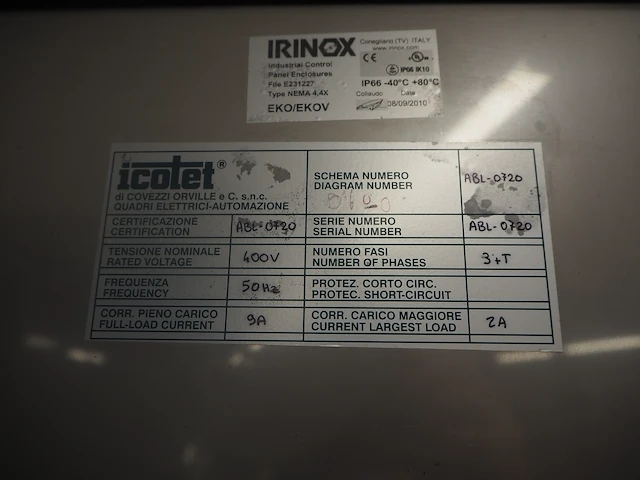 IRINOX
Conegliano (TV) ITALY
www.irinox.com
Industrial Control
Panel Enclosures
File E231227
Type NEMA 4,4X
EKO/EKOV
CE
IP66 IK10
IP66 -40°C +80°C
Collaudo Data
08/09/2010
icotet®
di COVEZZI ORVILLE e C. s.n.c.
QUADRI ELETTRICI-AUTOMAZIONE
SCHEMA NUMERO
DIAGRAM NUMBER
ABL-0720
CERTIFICAZIONE
CERTIFICATION
ABL-0720
SERIE NUMERO
SERIAL NUMBER
ABL-0720
TENSIONE NOMINALE
RATED VOLTAGE
400V
NUMERO FASI
NUMBER OF PHASES
3+T
FREQUENZA
FREQUENCY
50Hz
PROTEZ. CORTO CIRC.
PROTEC. SHORT-CIRCUIT
CORR. PIENO CARICO
FULL-LOAD CURRENT
9A
CORR. CARICO MAGGIORE
CURRENT LARGEST LOAD
2A